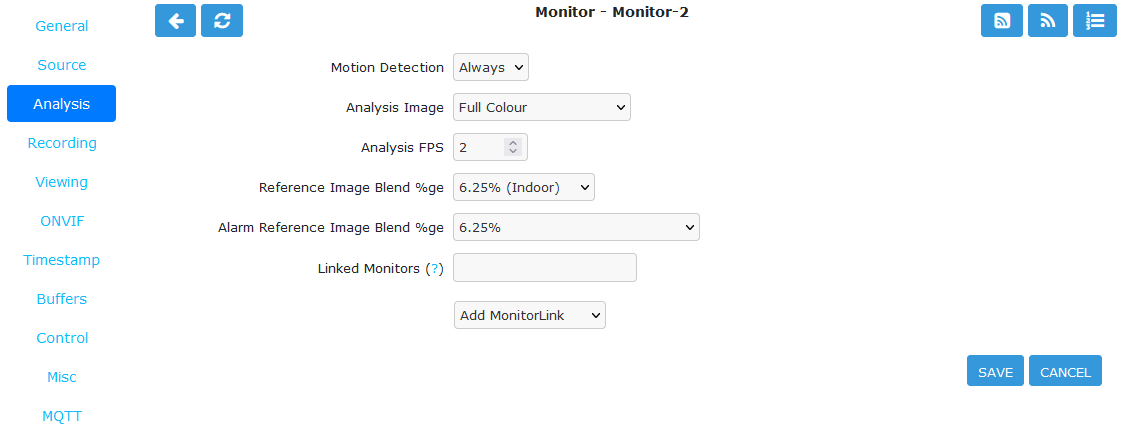 Monitor - Monitor-2
General
Source
Analysis
Recording
Viewing
ONVIF
Timestamp
Buffers
Control
Misc
MQTT
Motion Detection Always
Analysis Image Full Colour
Analysis FPS 2
Reference Image Blend %ge 6.25% (Indoor)
Alarm Reference Image Blend %ge 6.25%
Linked Monitors (?)
Add MonitorLink
SAVE CANCEL